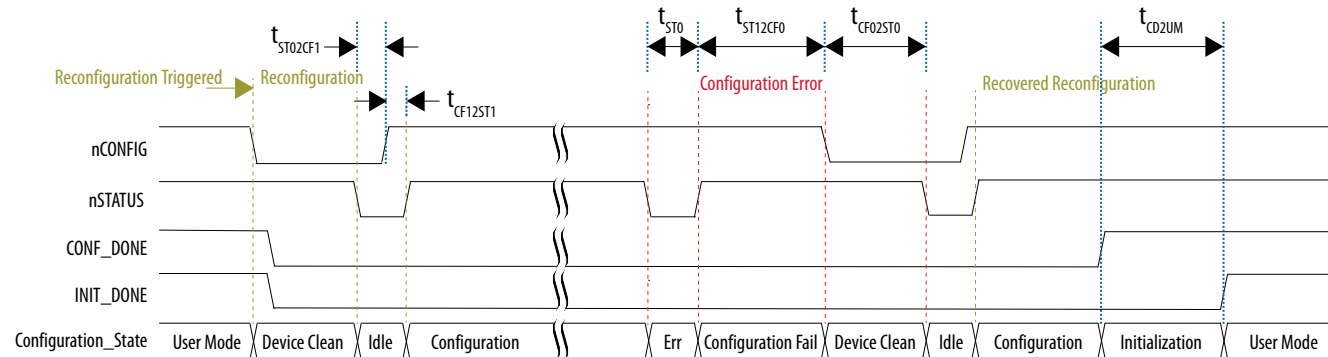 tST02CF1
tST0
tST12CF0
tCF02ST0
tCD2UM
Reconfiguration Triggered
Reconfiguration
Configuration Error
Recovered Reconfiguration
tCF12ST1
nCONFIG
nSTATUS
CONF_DONE
INIT_DONE
Configuration_State User Mode Device Clean Idle Configuration Err Configuration Fail Device Clean Idle Configuration Initialization User Mode